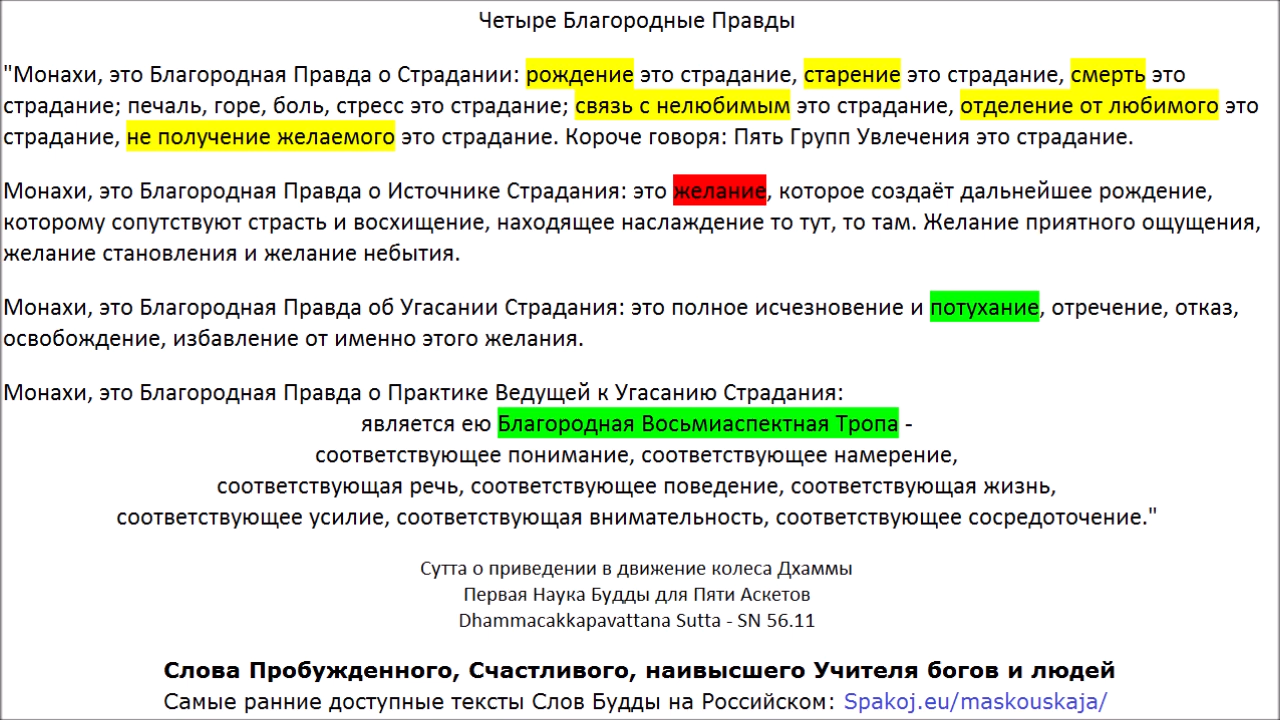 Четыре Благородные Правды
"Монахи, это Благородная Правда о Страдании: рождение это страдание, старение это страдание, смерть это
страдание; печаль, горе, боль, стресс это страдание; связь с нелюбимым это страдание, отделение от любимого это
страдание, не получение желаемого это страдание. Короче говоря: Пять Групп Увлечения это страдание.
Монахи, это Благородная Правда о Источнике Страдания: это желание, которое создаёт дальнейшее рождение,
которому сопутствуют страсть и восхищение, находящее наслаждение то тут, то там. Желание приятного ощущения,
желание становления и желание небытия.
Монахи, это Благородная Правда об Угасании Страдания: это полное исчезновение и потухание, отречение, отказ,
освобождение, избавление от именно этого желания.
Монахи, это Благородная Правда о Практике Ведущей к Угасанию Страдания:
является ею Благородная Восьмиаспектная Тропа -
соответствующее понимание, соответствующее намерение,
соответствующая речь, соответствующее поведение, соответствующая жизнь,
соответствующее усилие, соответствующая внимательность, соответствующее сосредоточение."
Сутта о приведении в движение колеса Дхаммы
Первая Наука Будды для Пяти Аскетов
Dhammacakkapavattana Sutta - SN 56.11
Слова Пробужденного, Счастливого, наивысшего Учителя богов и людей
Самые ранние доступные тексты Слов Будды на Российском: Spakoj.eu/maskouskaja/